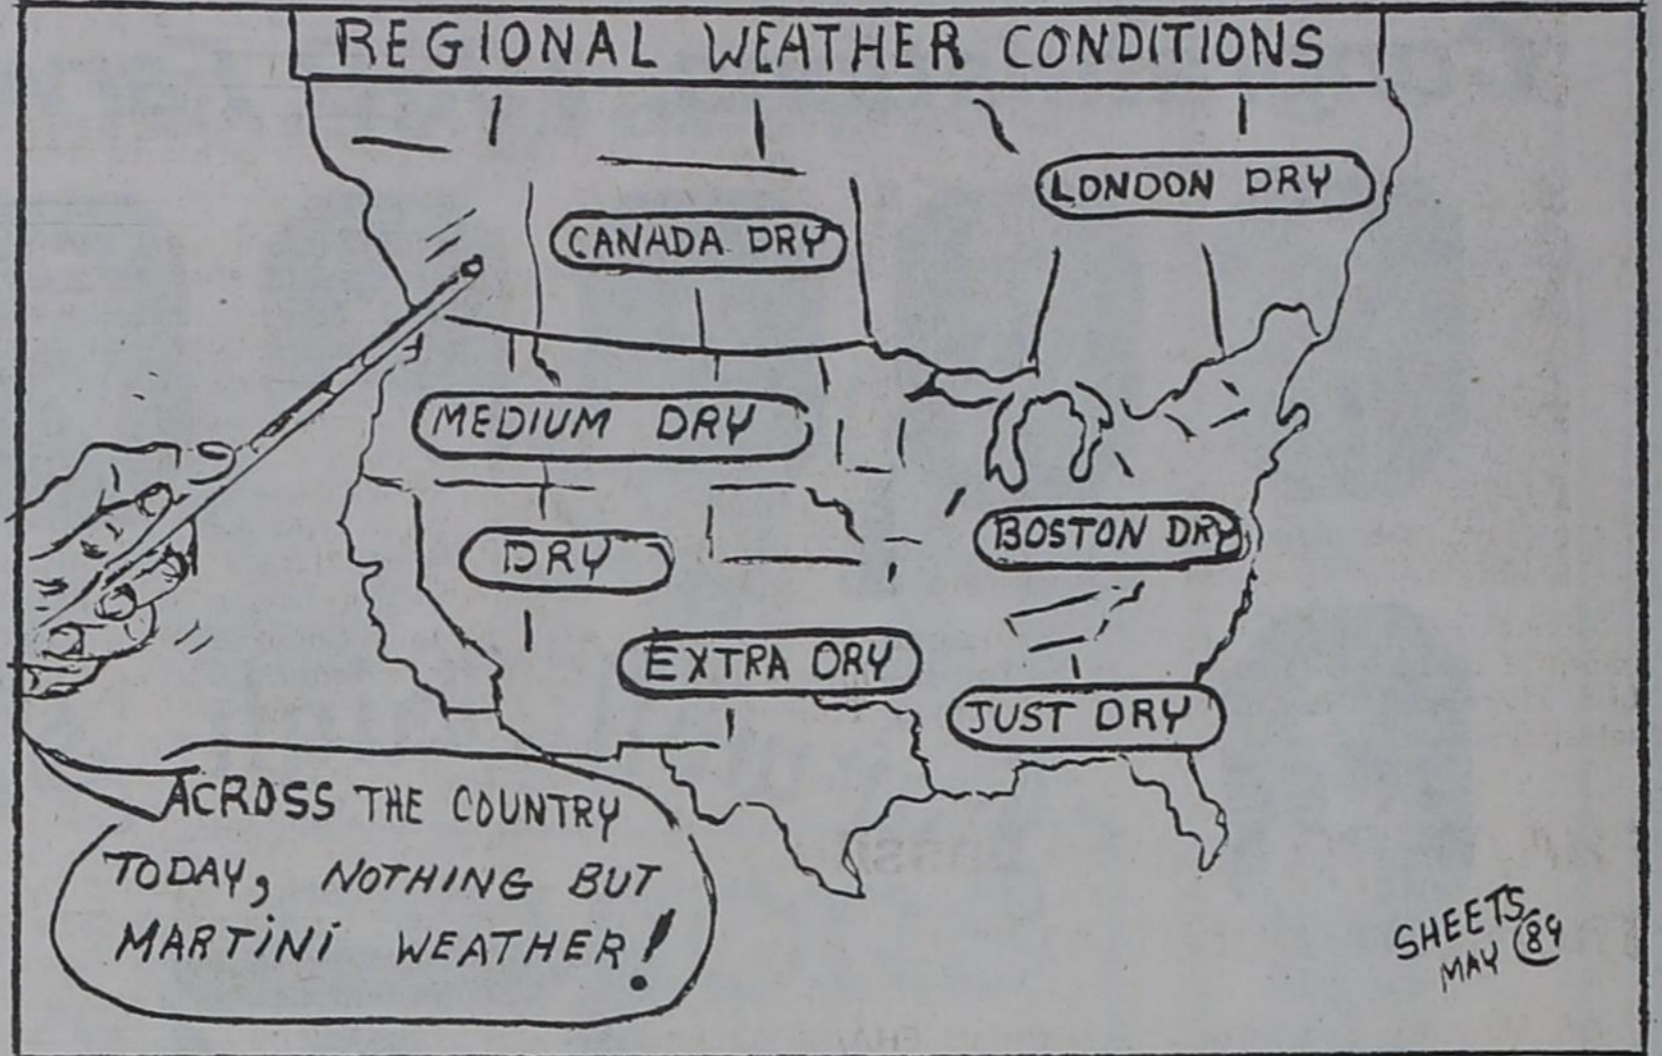 REGIONAL WEATHER CONDITIONS
LONDON DRY
CANADA DRY
MEDIUM DRY
BOSTON DRY
DRY
EXTRA DRY
JUST DRY
ACROSS THE COUNTRY
TODAY, NOTHING BUT
MARTINI WEATHER!
SHEETS
MAY 89